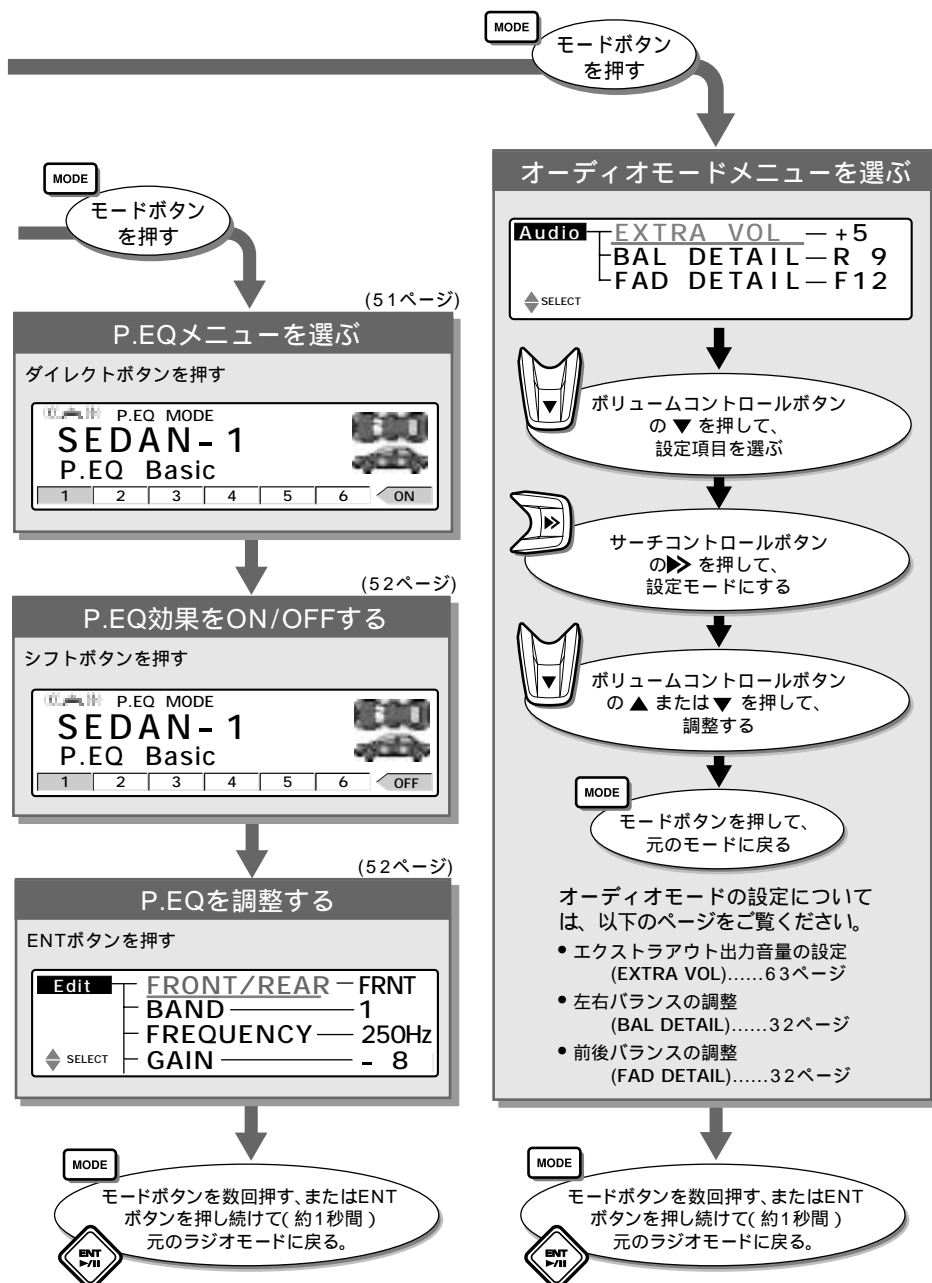 MODE
モードボタン
を押す
MODE
モードボタン
を押す
(51ページ)
P.EQメニューを選ぶ
ダイレクトボタンを押す
P.EQ MODE
SEDAN-1
P.EQ Basic
1 2 3 4 5 6 ON
(52ページ)
P.EQ効果をON/OFFする
シフトボタンを押す
P.EQ MODE
SEDAN-1
P.EQ Basic
1 2 3 4 5 6 OFF
(52ページ)
P.EQを調整する
ENTボタンを押す
Edit FRONT/REAR FRNT
BAND 1
FREQUENCY 250Hz
SELECT GAIN - 8
MODE
モードボタンを数回押す、またはENT
ボタンを押し続けて(約1秒間)
元のラジオモードに戻る。
ENT
►/II
オーディオモードメニューを選ぶ
Audio EXTRA VOL +5
BAL DETAIL R 9
FAD DETAIL F12
SELECT
ボリュームコントロールボタン
の ▼ を押して、
設定項目を選ぶ
サーチコントロールボタン
の►► を押して、
設定モードにする
ボリュームコントロールボタン
の ▲ または ▼ を押して、
調整する
MODE
モードボタンを押して、
元のモードに戻る
オーディオモードの設定について
は、以下のページをご覧ください。
• エクストラアウト出力音量の設定
(EXTRA VOL)......63ページ
• 左右バランスの調整
(BAL DETAIL)......32ページ
• 前後バランスの調整
(FAD DETAIL)......32ページ
MODE
モードボタンを数回押す、またはENT
ボタンを押し続けて(約1秒間)
元のラジオモードに戻る。
ENT
►/II